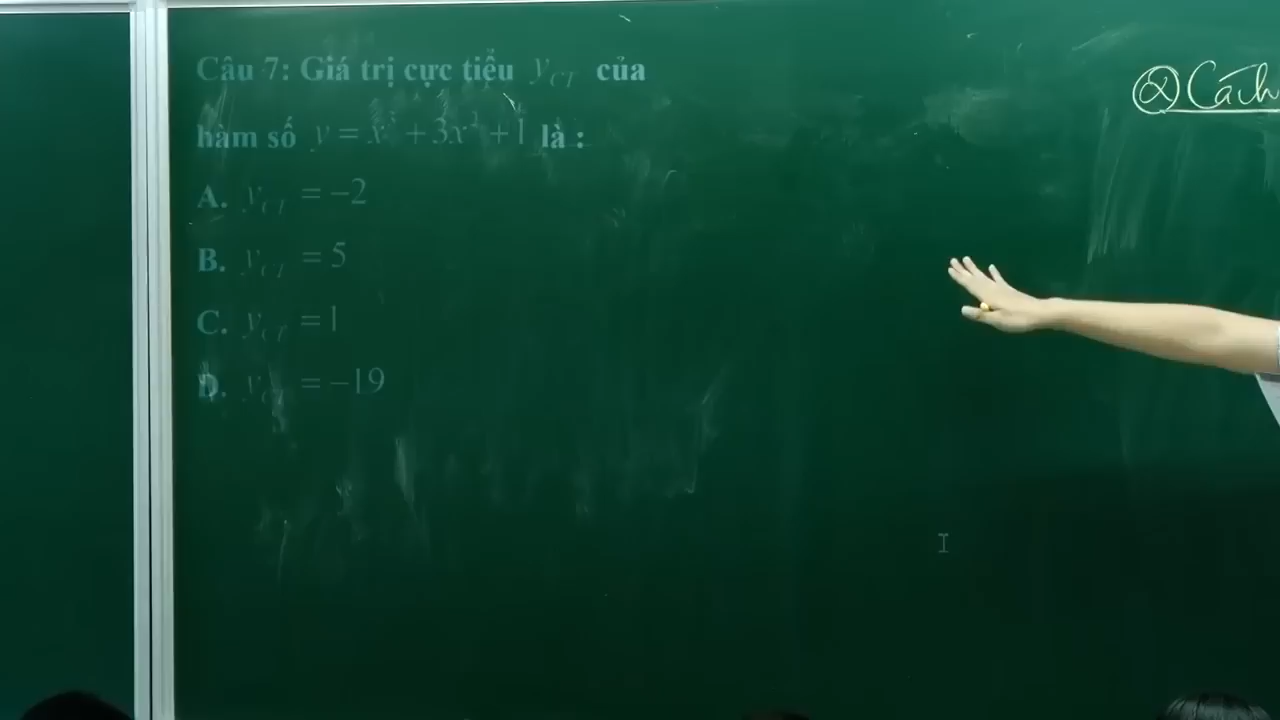 Câu 7: Giá trị cực tiểu y_CT của
hàm số y = x³ + 3x² + 1 là :
A. y_CT = −2
B. y_CT = 5
C. y_CT = 1
D. y_CT = −19
Cách